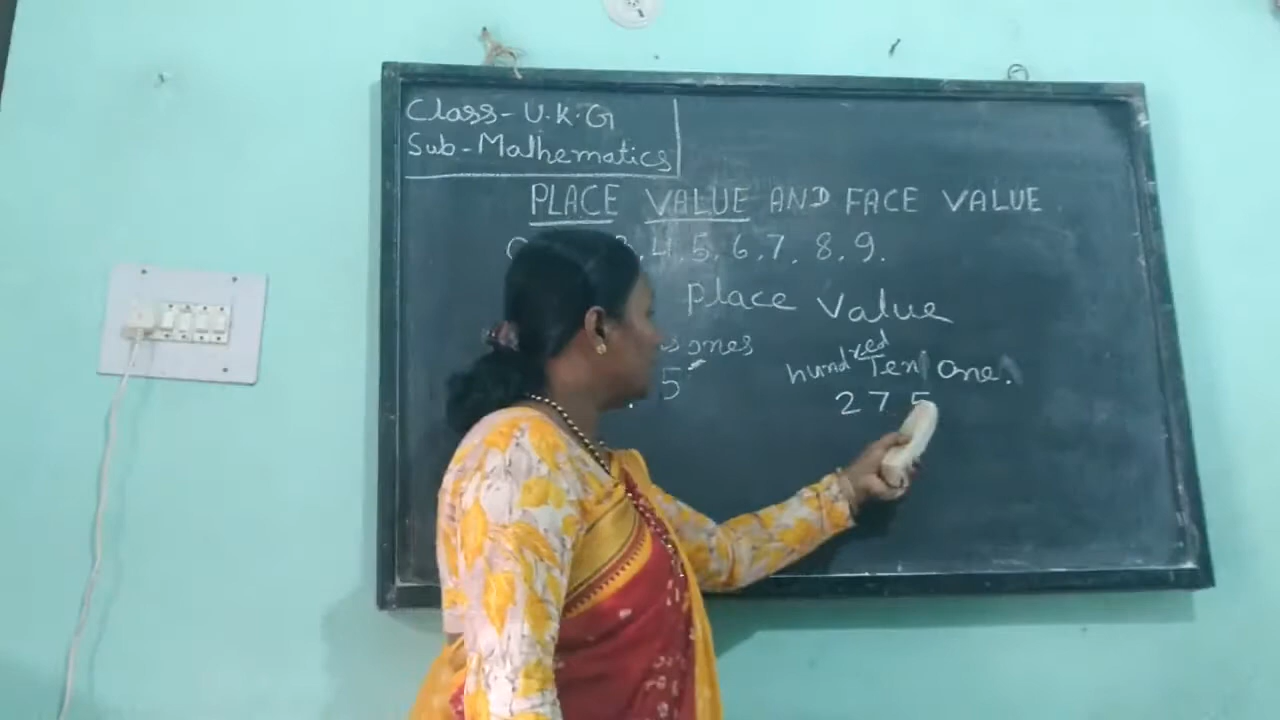 Class - U.K.G
Sub - Mathematics
PLACE VALUE AND FACE VALUE
4, 5, 6, 7, 8, 9.
Place Value
ones
5
hundred Ten One.
2 7 5